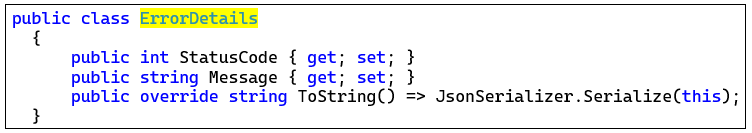 public class ErrorDetails
{
public int StatusCode { get; set; }
public string Message { get; set; }
public override string ToString() => JsonSerializer.Serialize(this);
}